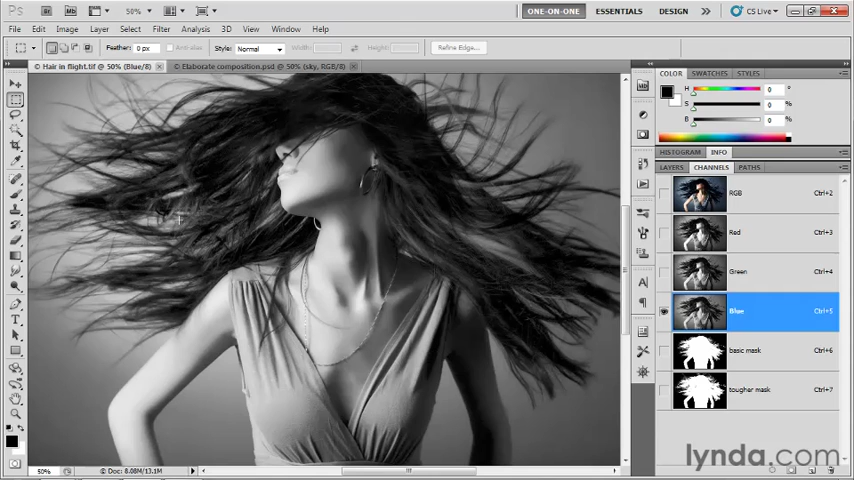 Ps Br Mb 50% ONE-ON-ONE ESSENTIALS DESIGN CS Live
File Edit Image Layer Select Filter Analysis 3D View Window Help
Feather: 0 px Anti-alias Style: Normal Width: Height: Refine Edge...
Hair in flight.tif @ 50% (Blue/8) × Elaborate composition.psd @ 50% (sky, RGB/8) ×
COLOR SWATCHES STYLES
H 0 °
S 0 %
B 0 %
HISTOGRAM INFO
LAYERS CHANNELS PATHS
RGB Ctrl+2
Red Ctrl+3
Green Ctrl+4
Blue Ctrl+5
basic mask Ctrl+6
tougher mask Ctrl+7
lynda.com
50% Doc: 8.08M/13.1M